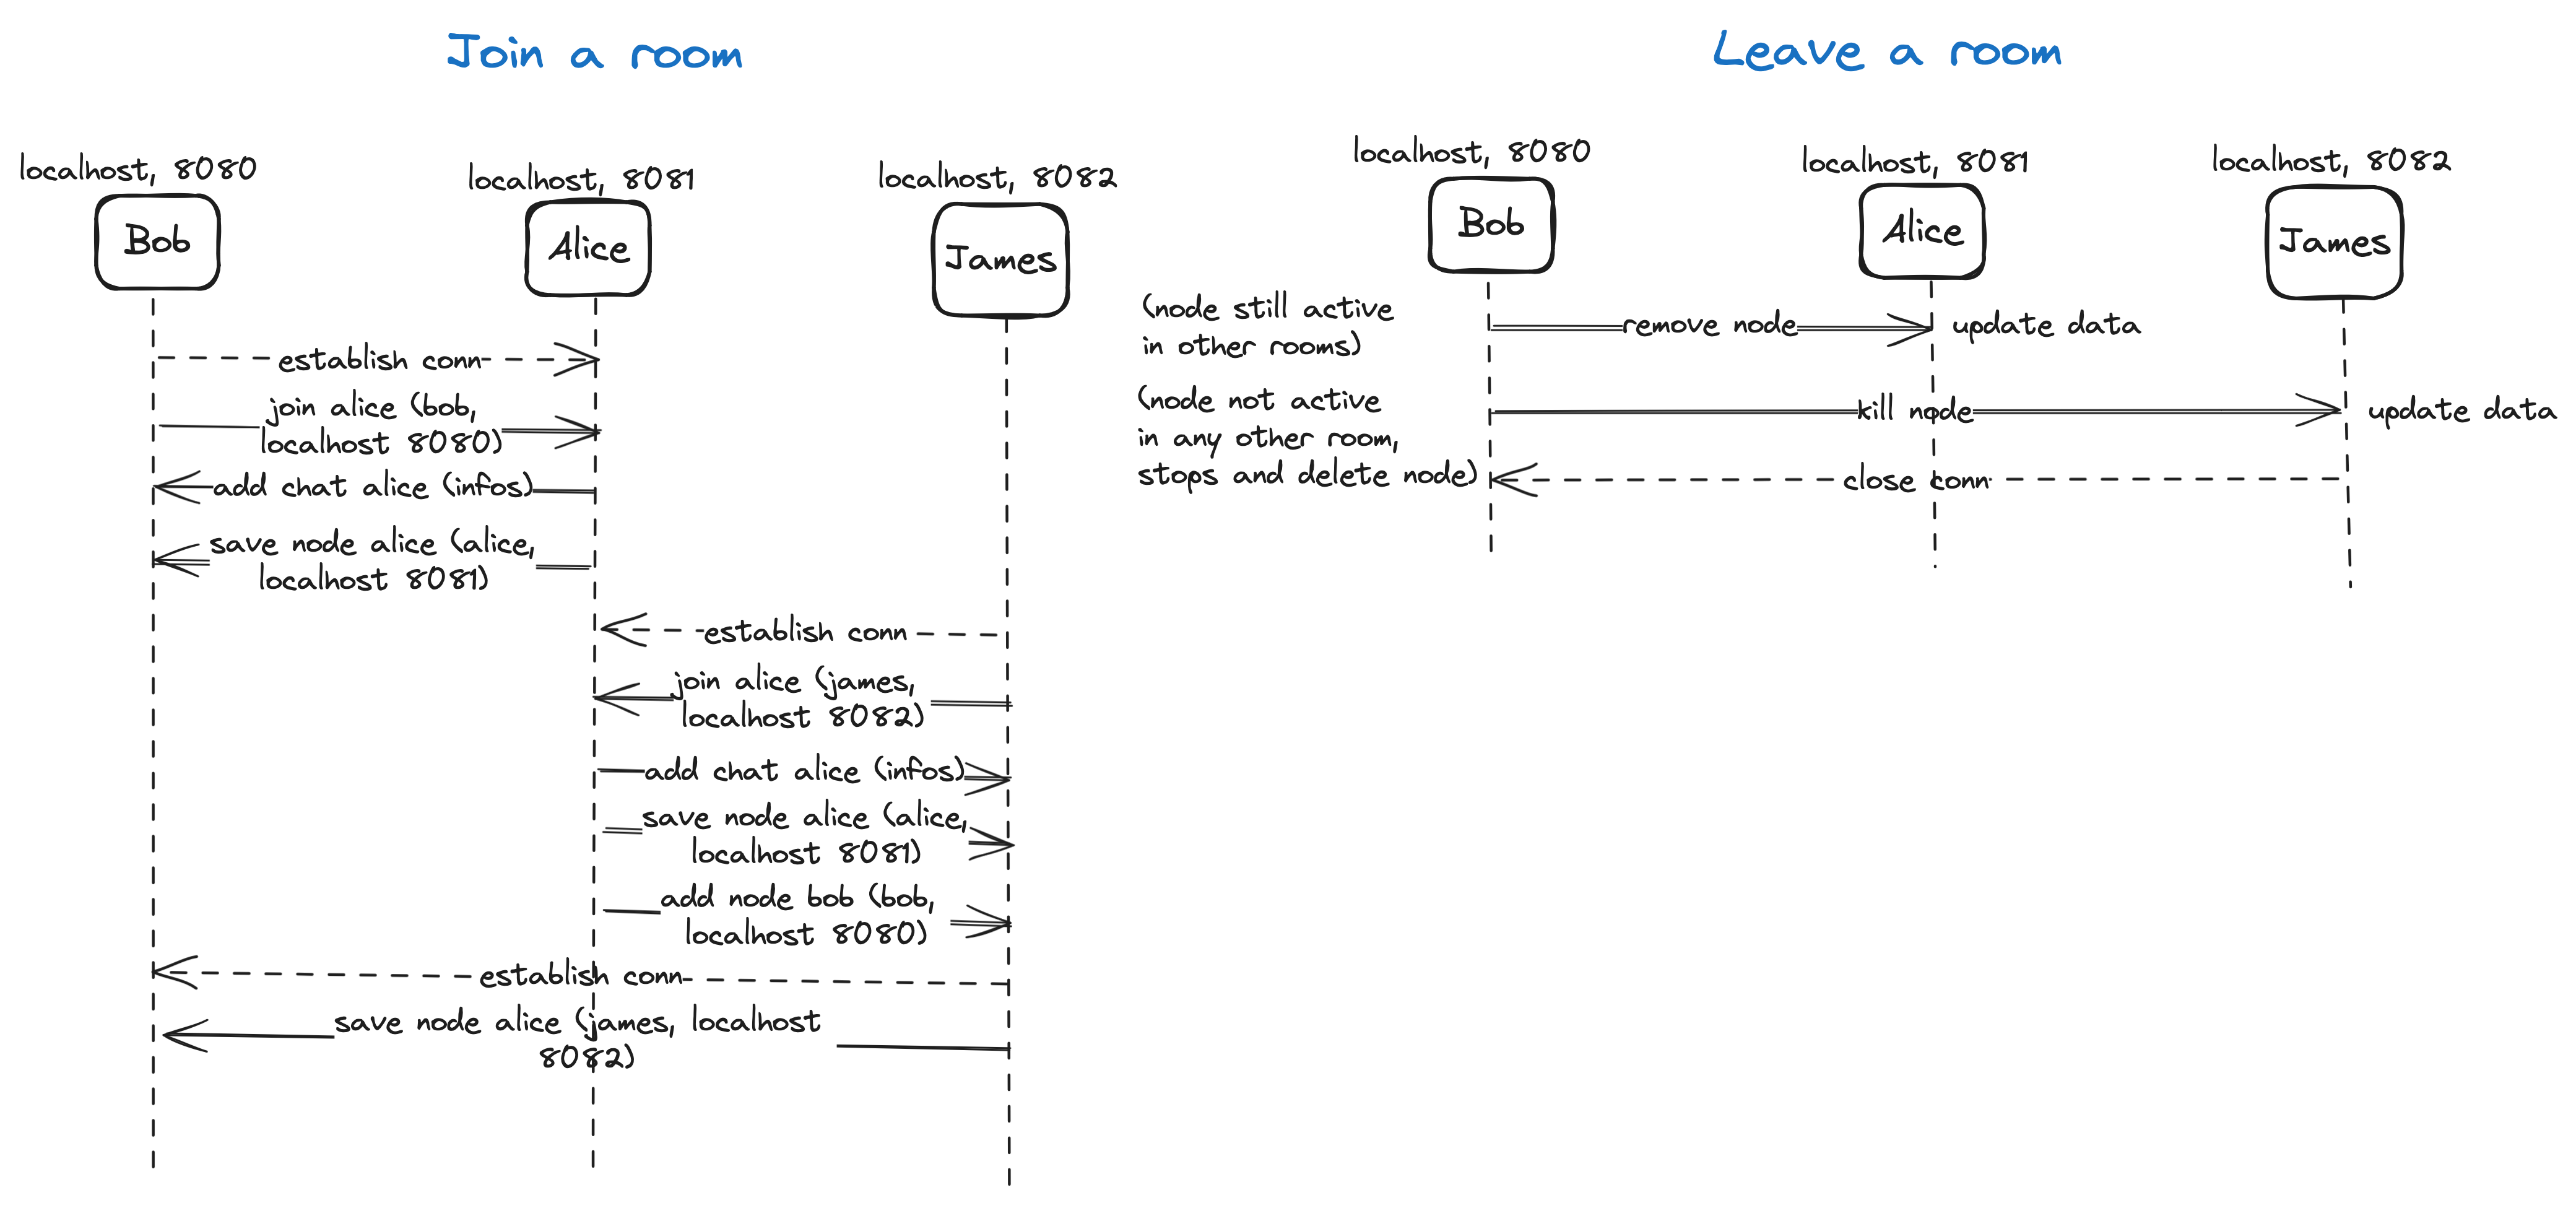 Join a room
localhost, 8080
localhost, 8081
localhost, 8082
Bob
Alice
James
establish conn
join alice (bob,
localhost 8080)
add chat alice (infos)
save node alice (alice,
localhost 8081)
establish conn
join alice (james,
localhost 8082)
add chat alice (infos)
save node alice (alice,
localhost 8081)
add node bob (bob,
localhost 8080)
establish conn
save node alice (james, localhost
8082)
Leave a room
localhost, 8080
localhost, 8081
localhost, 8082
Bob
Alice
James
(node still active
in other rooms)
remove node
update data
(node not active
in any other room,
stops and delete node)
kill node
update data
close conn